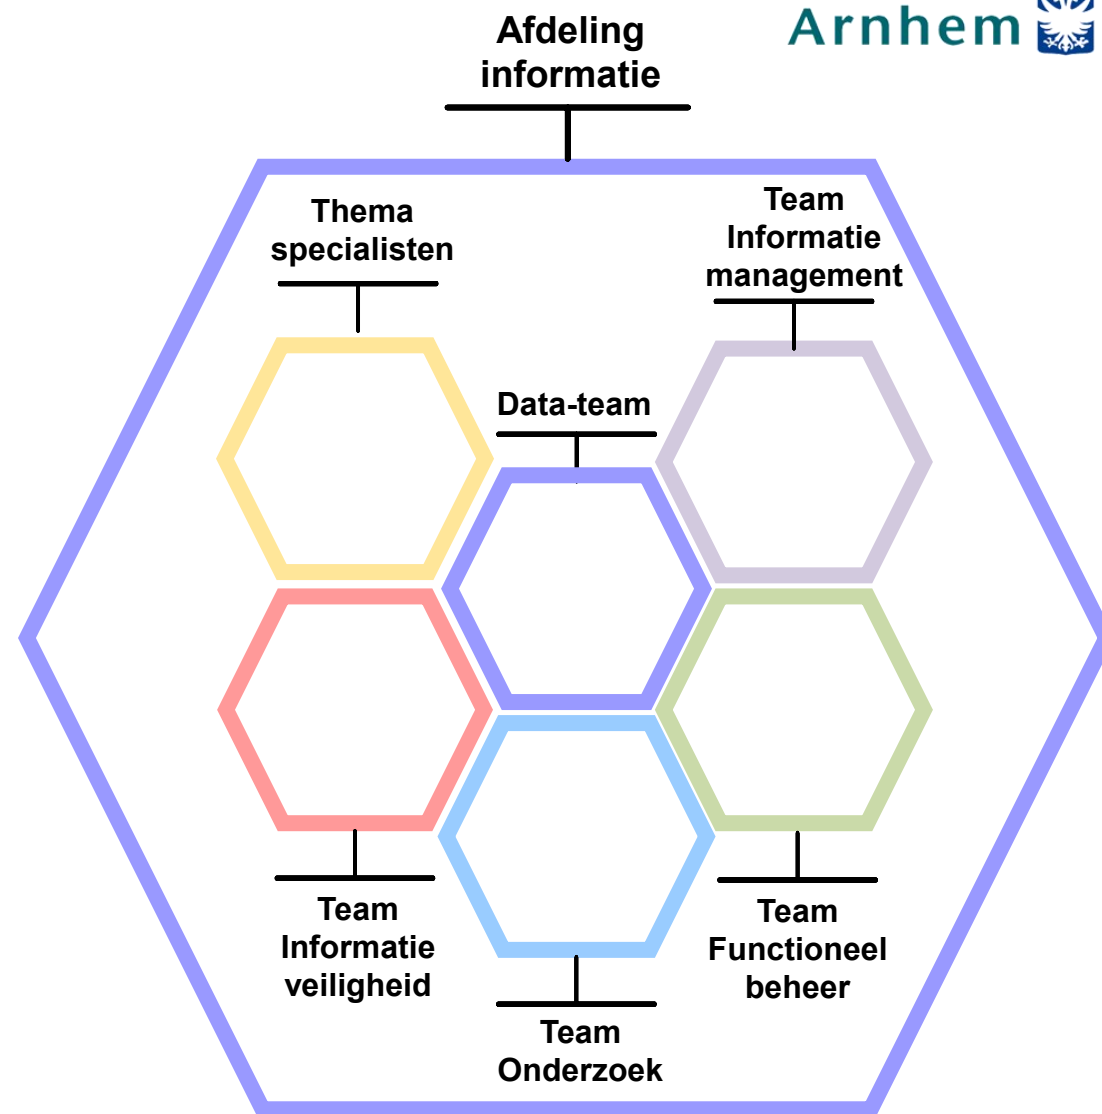 Afdeling
informatie
Arnhem
Thema
specialisten
Team
Informatie
management
Data-team
Team
Informatie
veiligheid
Team
Functioneel
beheer
Team
Onderzoek